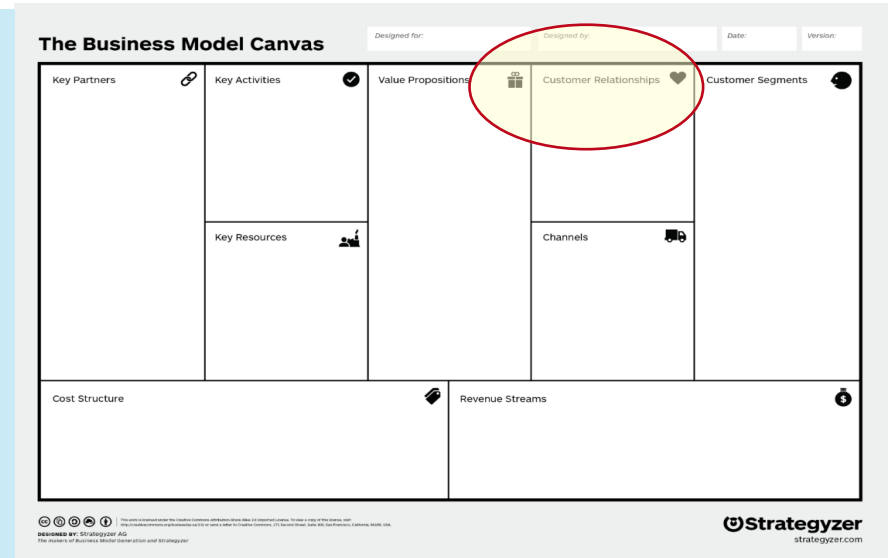 The Business Model Canvas
Designed for:
Designed by:
Date:
Version:
Key Partners
Key Activities
Value Propositions
Customer Relationships
Customer Segments
Key Resources
Channels
Cost Structure
Revenue Streams
$
cc
DESIGNED BY: Strategyzer AG
The makers of Business Model Generation and Strategyzer
Strategyzer
strategyzer.com